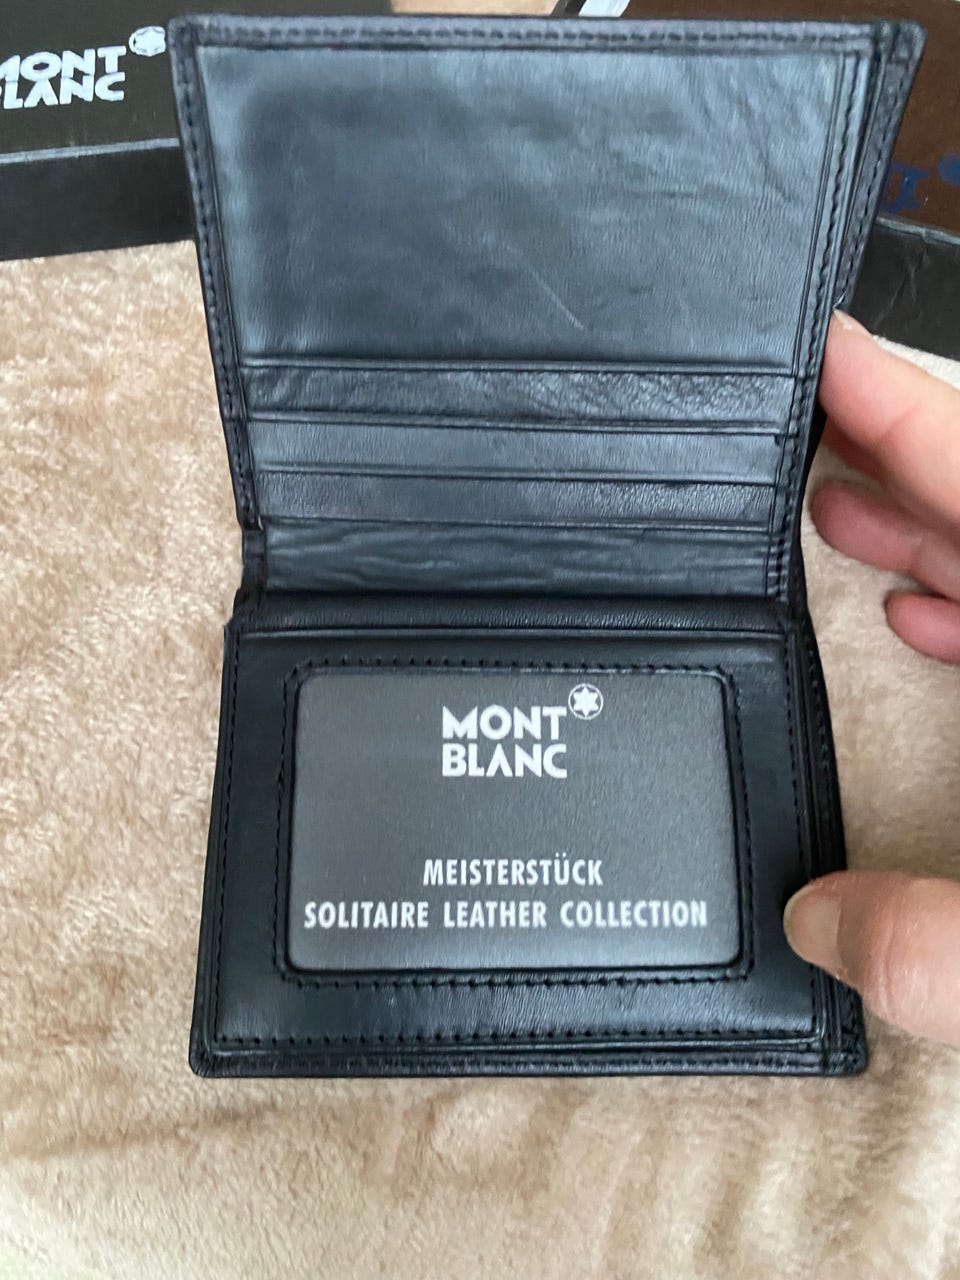 MONT
BLANC
MONT
BLANC
MEISTERSTÜCK
SOLITAIRE LEATHER COLLECTION